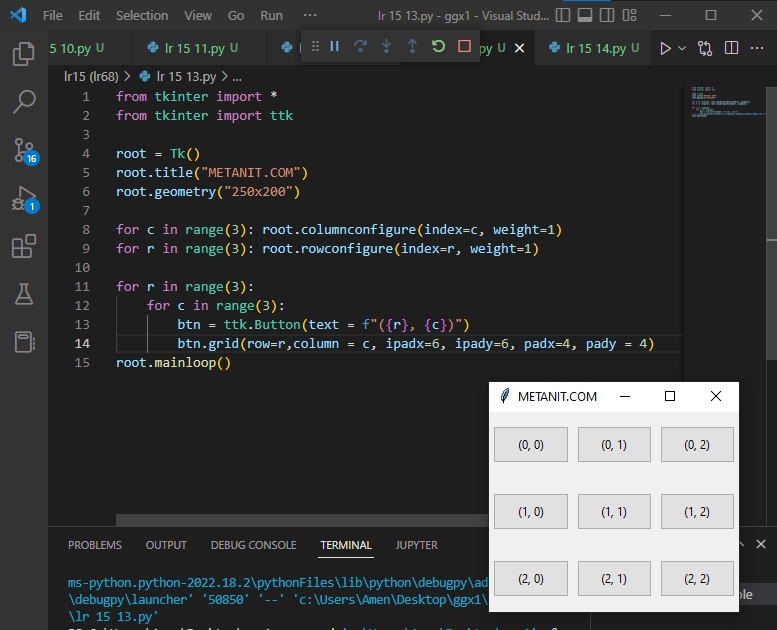 File Edit Selection View Go Run ··· lr 15 13.py - ggx1 - Visual Stud...
5 10.py U lr 15 11.py U py U lr 15 14.py U
lr15 (lr68) > lr 15 13.py > ...
1 from tkinter import *
2 from tkinter import ttk
3
4 root = Tk()
5 root.title("METANIT.COM")
6 root.geometry("250x200")
7
8 for c in range(3): root.columnconfigure(index=c, weight=1)
9 for r in range(3): root.rowconfigure(index=r, weight=1)
10
11 for r in range(3):
12 for c in range(3):
13 btn = ttk.Button(text = f"({r}, {c})")
14 btn.grid(row=r,column = c, ipadx=6, ipady=6, padx=4, pady = 4)
15 root.mainloop()
16
1
METANIT.COM
(0, 0) (0, 1) (0, 2)
(1, 0) (1, 1) (1, 2)
(2, 0) (2, 1) (2, 2)
PROBLEMS OUTPUT DEBUG CONSOLE TERMINAL JUPYTER
ms-python.python-2022.18.2\pythonFiles\lib\python\debugpy\ad
\debugpy\launcher' '50850' '--' 'c:\Users\Amen\Desktop\ggx1\
\lr 15 13.py'